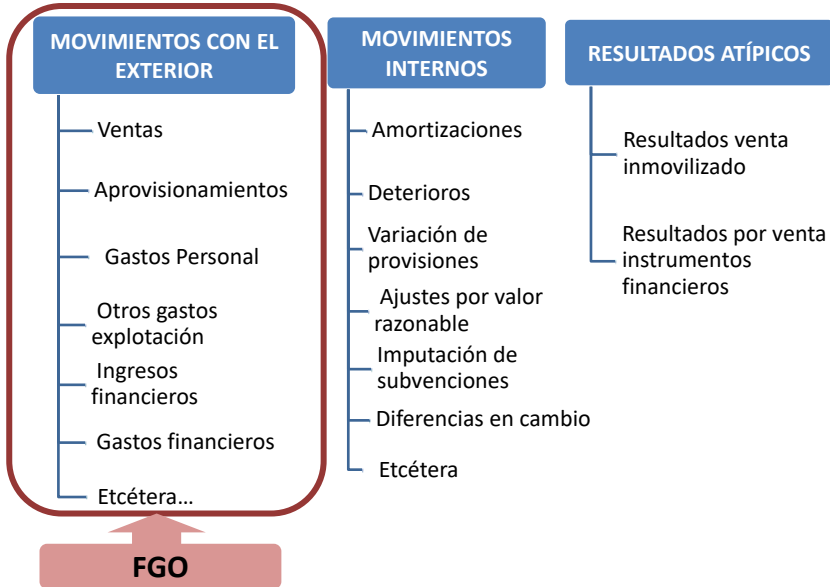 MOVIMIENTOS CON EL
EXTERIOR
Ventas
Aprovisionamientos
Gastos Personal
Otros gastos
explotación
Ingresos
financieros
Gastos financieros
Etcétera...
FGO
MOVIMIENTOS
INTERNOS
Amortizaciones
Deterioros
Variación de
provisiones
Ajustes por valor
razonable
Imputación de
subvenciones
Diferencias en cambio
Etcétera
RESULTADOS ATÍPICOS
Resultados venta
inmovilizado
Resultados por venta
instrumentos
financieros